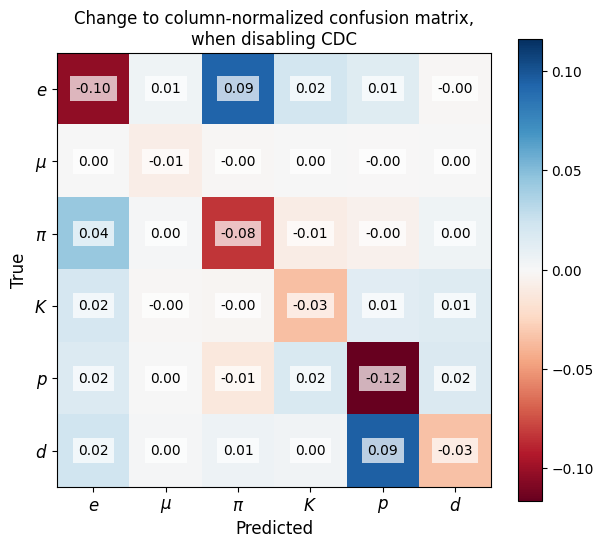 Change to column-normalized confusion matrix,
when disabling CDC
e -0.10 0.01 0.09 0.02 0.01 -0.00
μ 0.00 -0.01 -0.00 0.00 -0.00 0.00
π 0.04 0.00 -0.08 -0.01 -0.00 0.00
K 0.02 -0.00 -0.00 -0.03 0.01 0.01
p 0.02 0.00 -0.01 0.02 -0.12 0.02
d 0.02 0.00 0.01 0.00 0.09 -0.03
e μ π K p d
True
Predicted
0.10
0.05
0.00
−0.05
−0.10